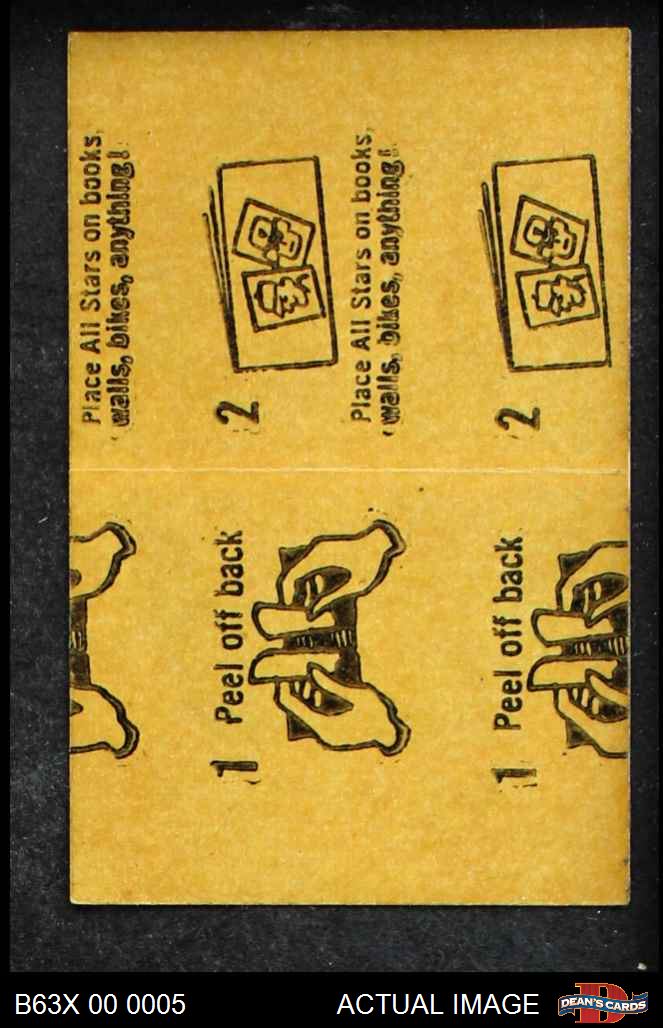 Place All Stars on books,
walls, bikes, anything!
2
Place All Stars on books,
walls, bikes, anything!
2
1 Peel off back
1 Peel off back
B63X 00 0005
ACTUAL IMAGE
DEAN'S CARDS